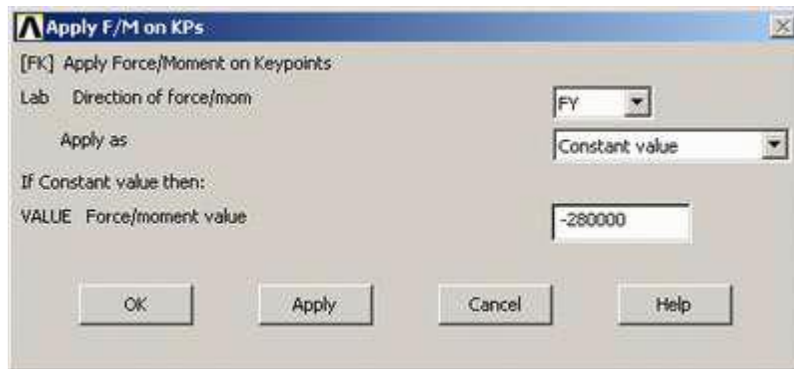 Apply F/M on KPs
[FK] Apply Force/Moment on Keypoints
Lab Direction of force/mom FY
Apply as Constant value
If Constant value then:
VALUE Force/moment value -280000
OK Apply Cancel Help